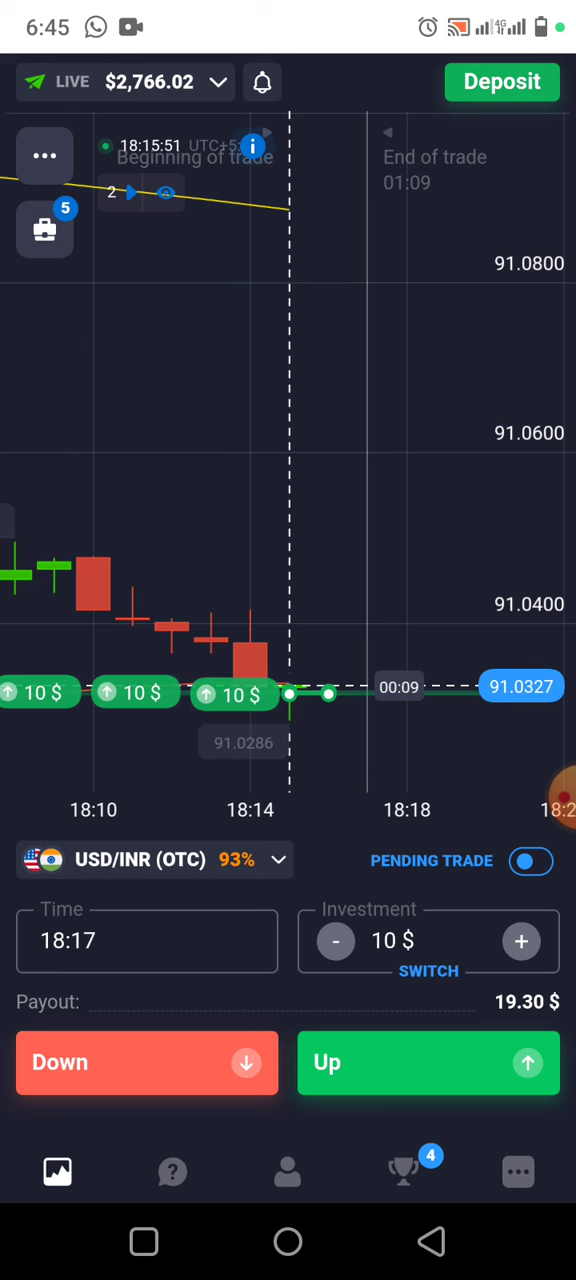 6:45
4G
LIVE $2,766.02
Deposit
18:15:51
Beginning of trade
End of trade
01:09
2
5
91.0800
91.0600
91.0400
10 $
10 $
10 $
00:09
91.0327
91.0286
18:10
18:14
18:18
USD/INR (OTC) 93%
PENDING TRADE
Time
18:17
Investment
- 10 $ +
SWITCH
Payout:
19.30 $
Down
Up
4